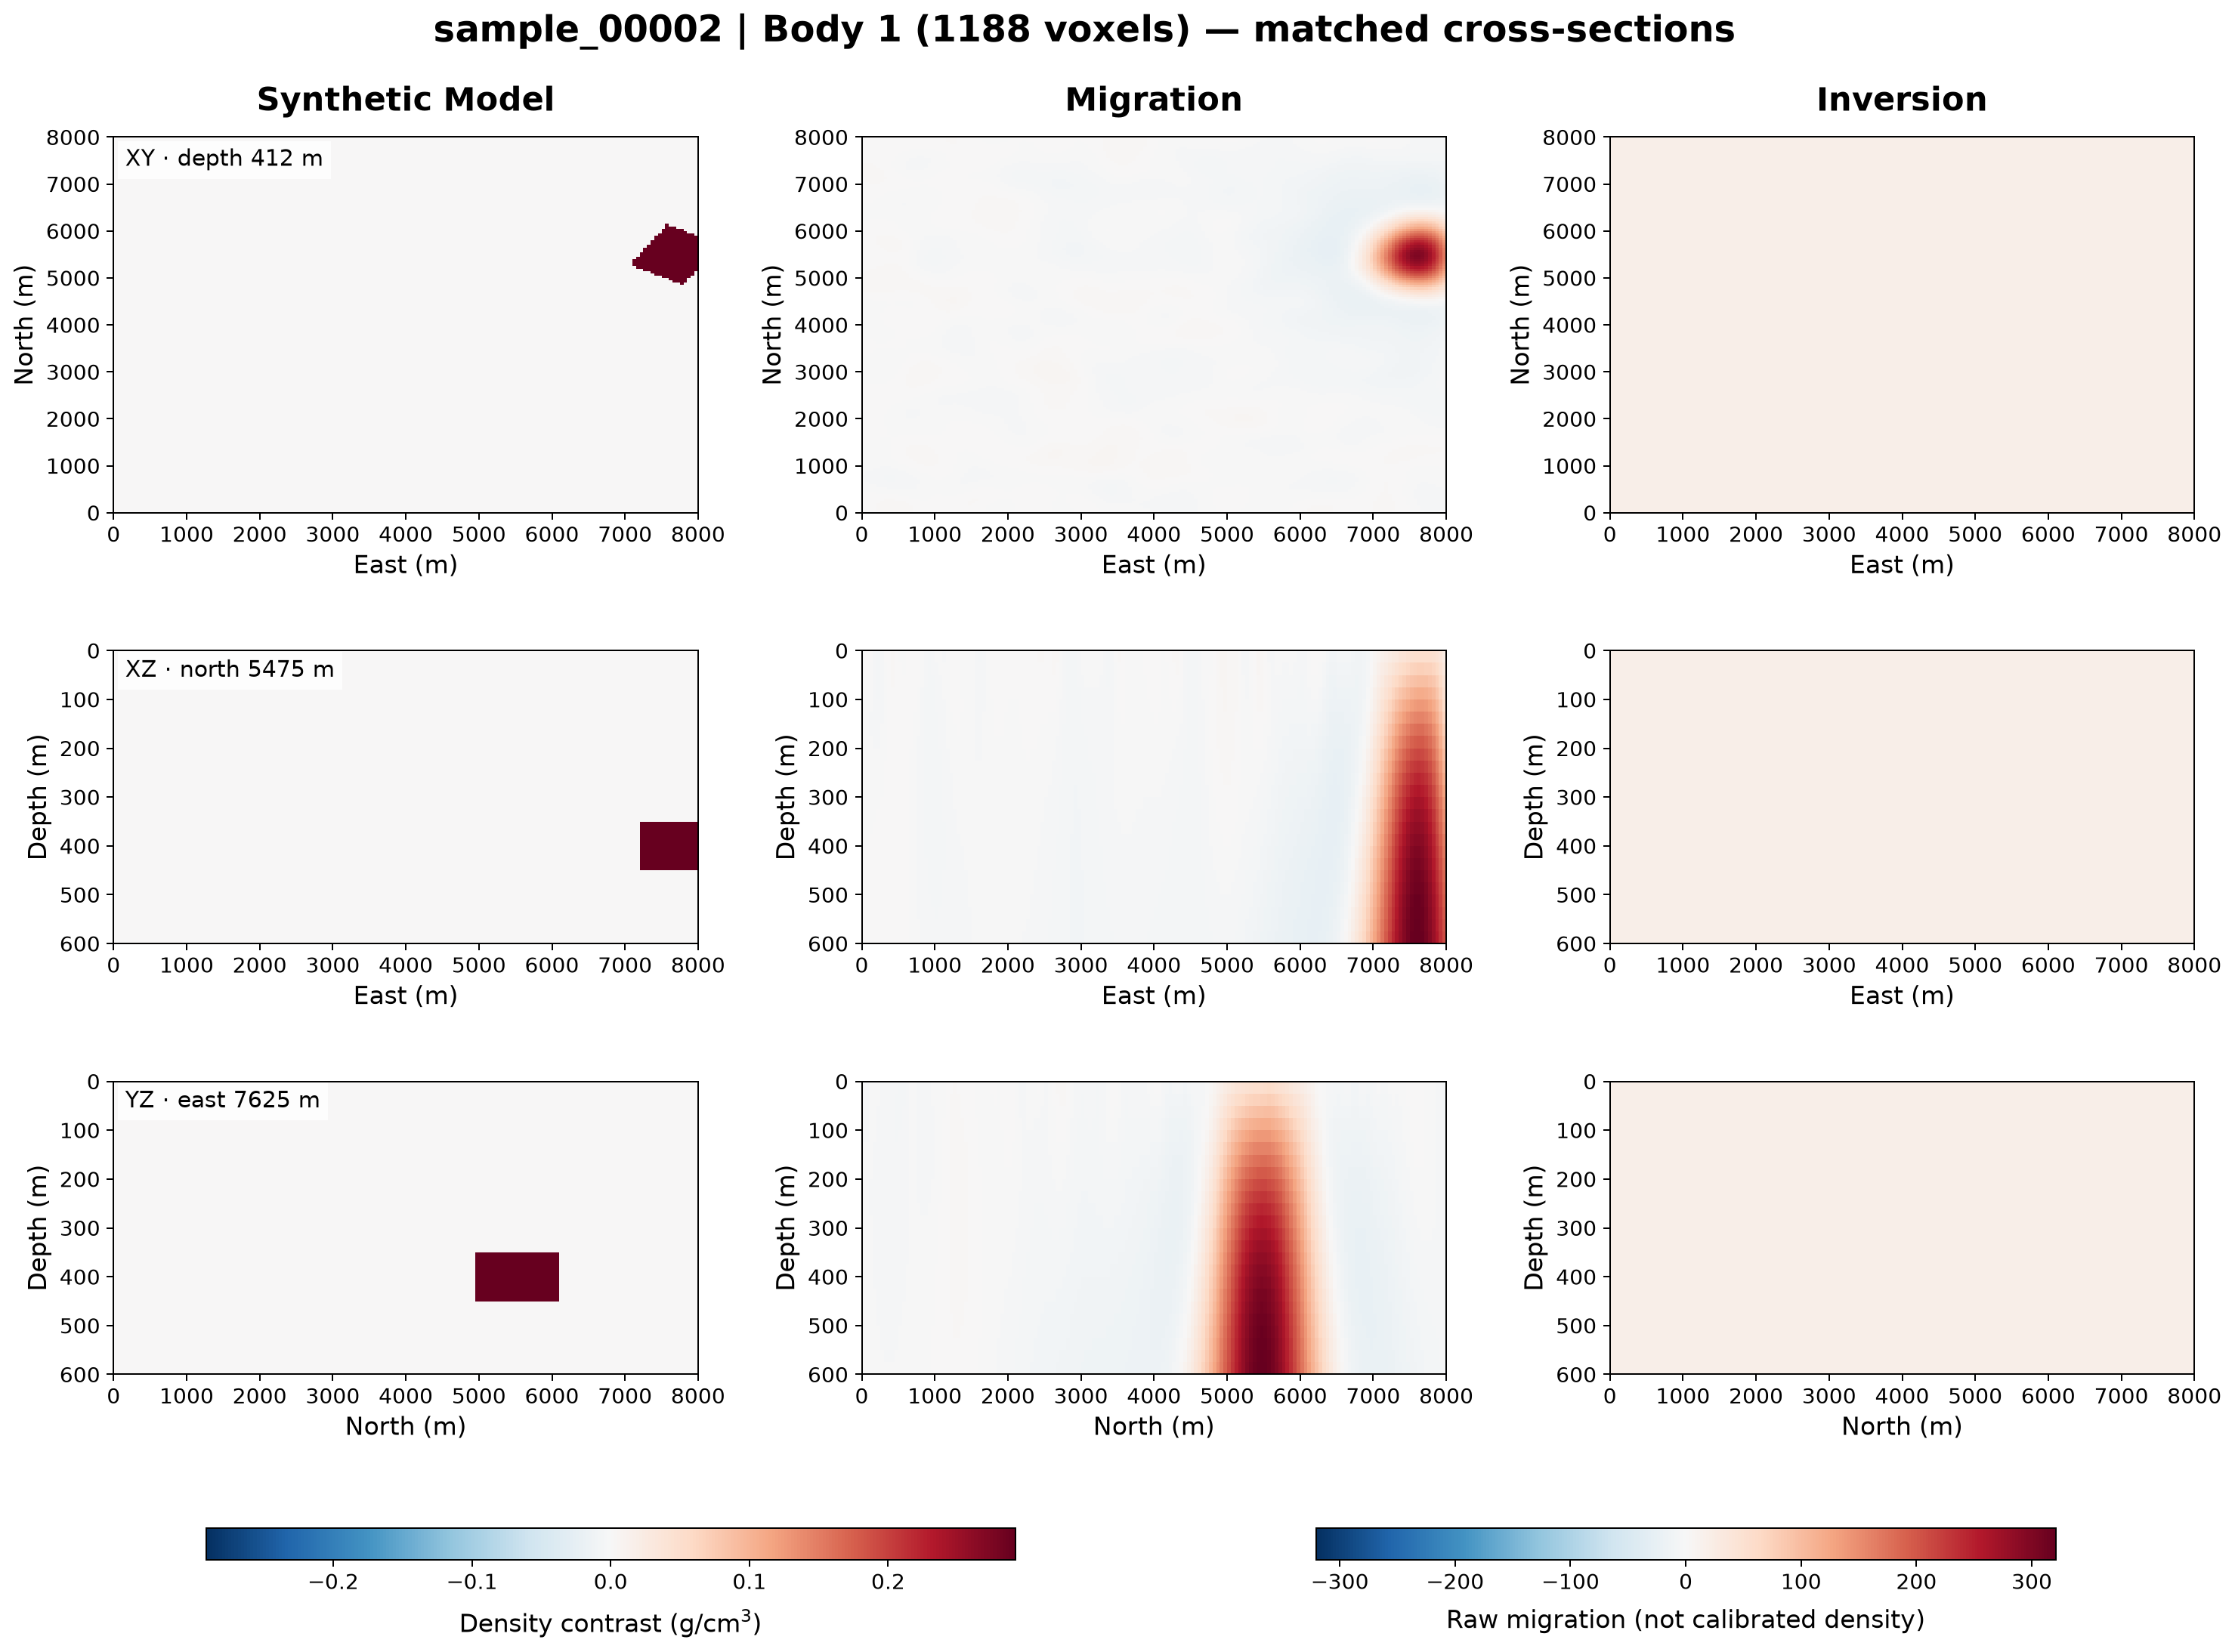 sample_00002 | Body 1 (1188 voxels) — matched cross-sections
Synthetic Model
Migration
Inversion
8000
7000
6000
5000
4000
3000
2000
1000
0
North (m)
XY · depth 412 m
0 1000 2000 3000 4000 5000 6000 7000 8000
East (m)
8000
7000
6000
5000
4000
3000
2000
1000
0
North (m)
0 1000 2000 3000 4000 5000 6000 7000 8000
East (m)
8000
7000
6000
5000
4000
3000
2000
1000
0
North (m)
0 1000 2000 3000 4000 5000 6000 7000 8000
East (m)
0
100
200
300
400
500
600
Depth (m)
XZ · north 5475 m
0 1000 2000 3000 4000 5000 6000 7000 8000
East (m)
0
100
200
300
400
500
600
Depth (m)
0 1000 2000 3000 4000 5000 6000 7000 8000
East (m)
0
100
200
300
400
500
600
Depth (m)
0 1000 2000 3000 4000 5000 6000 7000 8000
East (m)
0
100
200
300
400
500
600
Depth (m)
YZ · east 7625 m
0 1000 2000 3000 4000 5000 6000 7000 8000
North (m)
0
100
200
300
400
500
600
Depth (m)
0 1000 2000 3000 4000 5000 6000 7000 8000
North (m)
0
100
200
300
400
500
600
Depth (m)
0 1000 2000 3000 4000 5000 6000 7000 8000
North (m)
−0.2 −0.1 0.0 0.1 0.2
Density contrast (g/cm³)
−300 −200 −100 0 100 200 300
Raw migration (not calibrated density)